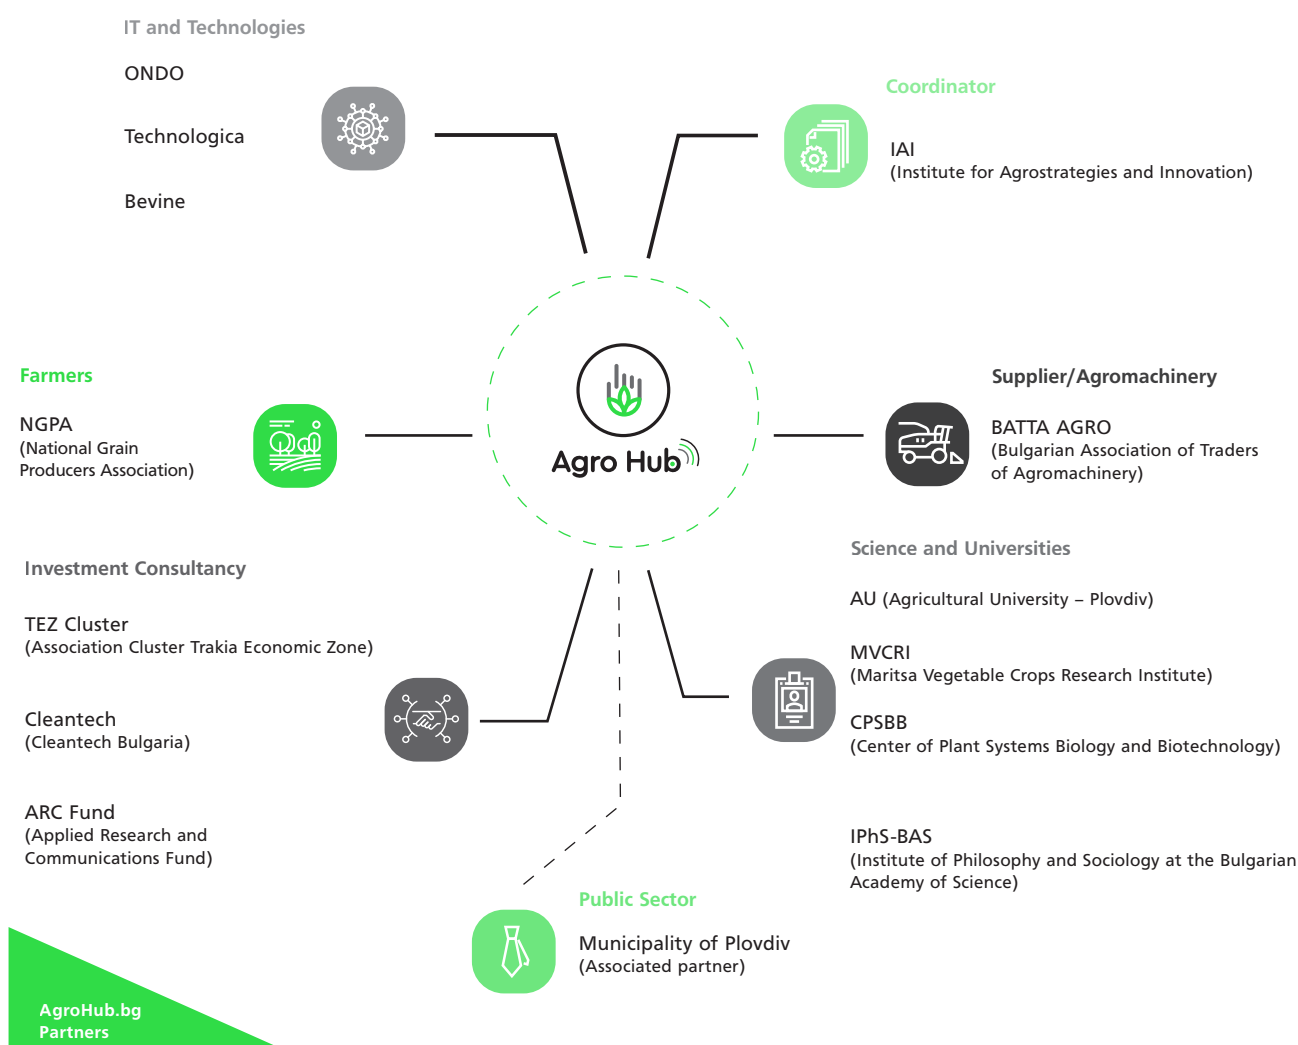 IT and Technologies
ONDO
Technologica
Bevine
Coordinator
IAI
(Institute for Agrostrategies and Innovation)
Farmers
NGPA
(National Grain
Producers Association)
Agro Hub
Supplier/Agromachinery
BATTA AGRO
(Bulgarian Association of Traders
of Agromachinery)
Investment Consultancy
TEZ Cluster
(Association Cluster Trakia Economic Zone)
Cleantech
(Cleantech Bulgaria)
ARC Fund
(Applied Research and
Communications Fund)
Science and Universities
AU (Agricultural University – Plovdiv)
MVCRI
(Maritsa Vegetable Crops Research Institute)
CPSBB
(Center of Plant Systems Biology and Biotechnology)
IPhS-BAS
(Institute of Philosophy and Sociology at the Bulgarian
Academy of Science)
Public Sector
Municipality of Plovdiv
(Associated partner)
AgroHub.bg
Partners